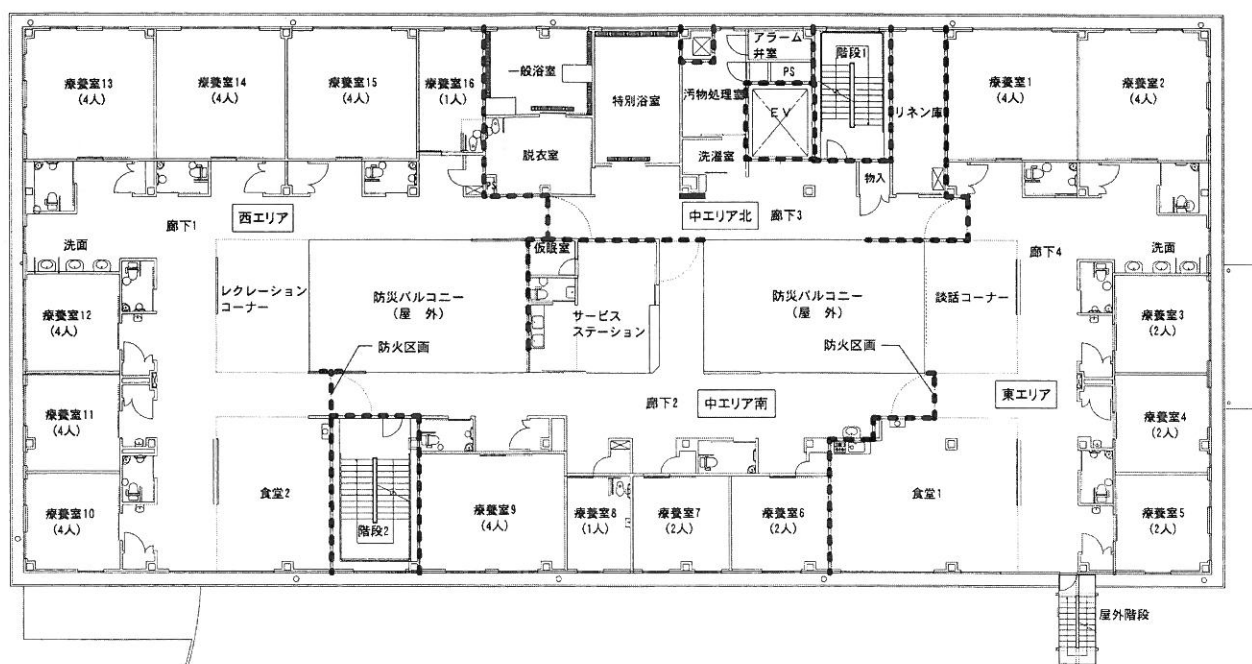 療養室13
(4人)
療養室14
(4人)
療養室15
(4人)
療養室16
(1人)
一般浴室
特別浴室
アラーム
弁室
PS
汚物処理室
EV
階段1
リネン庫
療養室1
(4人)
療養室2
(4人)
脱衣室
洗濯室
物入
PS
西エリア
中エリア北
廊下3
廊下1
洗面
仮眠室
廊下4
洗面
レクレーション
コーナー
防災バルコニー
(屋 外)
サービス
ステーション
防災バルコニー
(屋 外)
談話コーナー
療養室12
(4人)
療養室3
(2人)
防火区画
防火区画
廊下2
中エリア南
東エリア
療養室11
(4人)
療養室4
(2人)
療養室10
(4人)
食堂2
階段2
療養室9
(4人)
療養室8
(1人)
療養室7
(2人)
療養室6
(2人)
食堂1
療養室5
(2人)
屋外階段